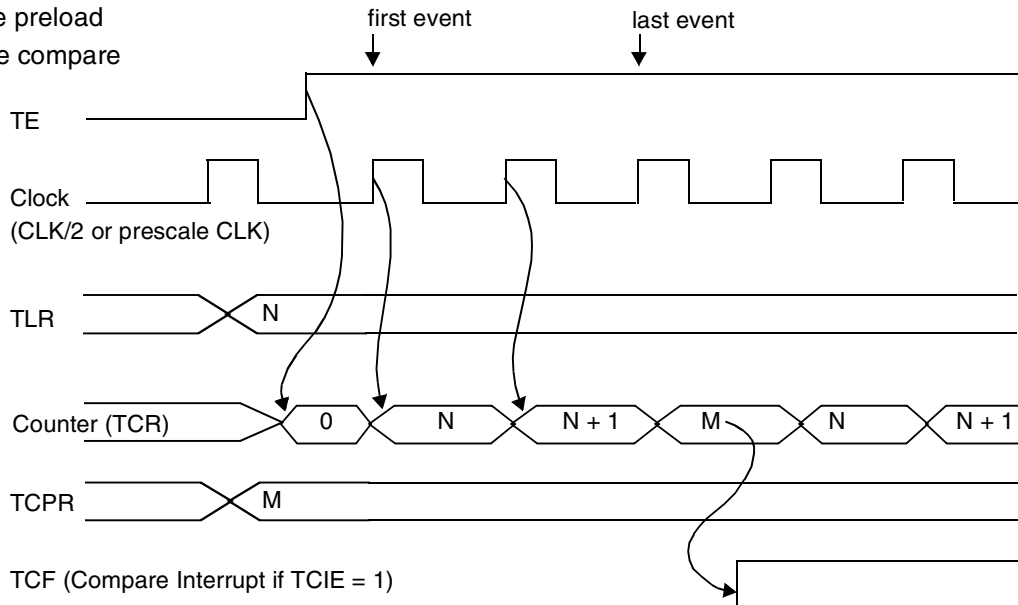 e preload
first event
last event
e compare
TE
Clock
(CLK/2 or prescale CLK)
TLR
N
Counter (TCR)
0
N
N + 1
M
N
N + 1
TCPR
M
TCF (Compare Interrupt if TCIE = 1)